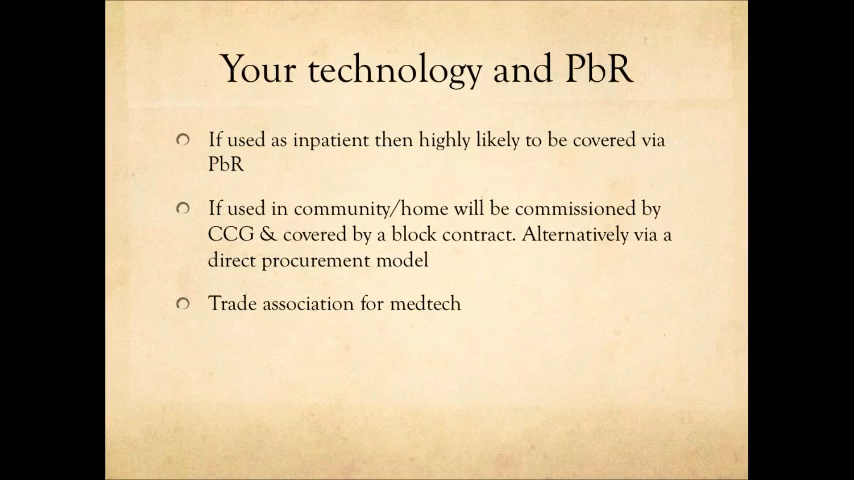 Your technology and PbR
If used as inpatient then highly likely to be covered via
PbR
If used in community/home will be commissioned by
CCG & covered by a block contract. Alternatively via a
direct procurement model
Trade association for medtech